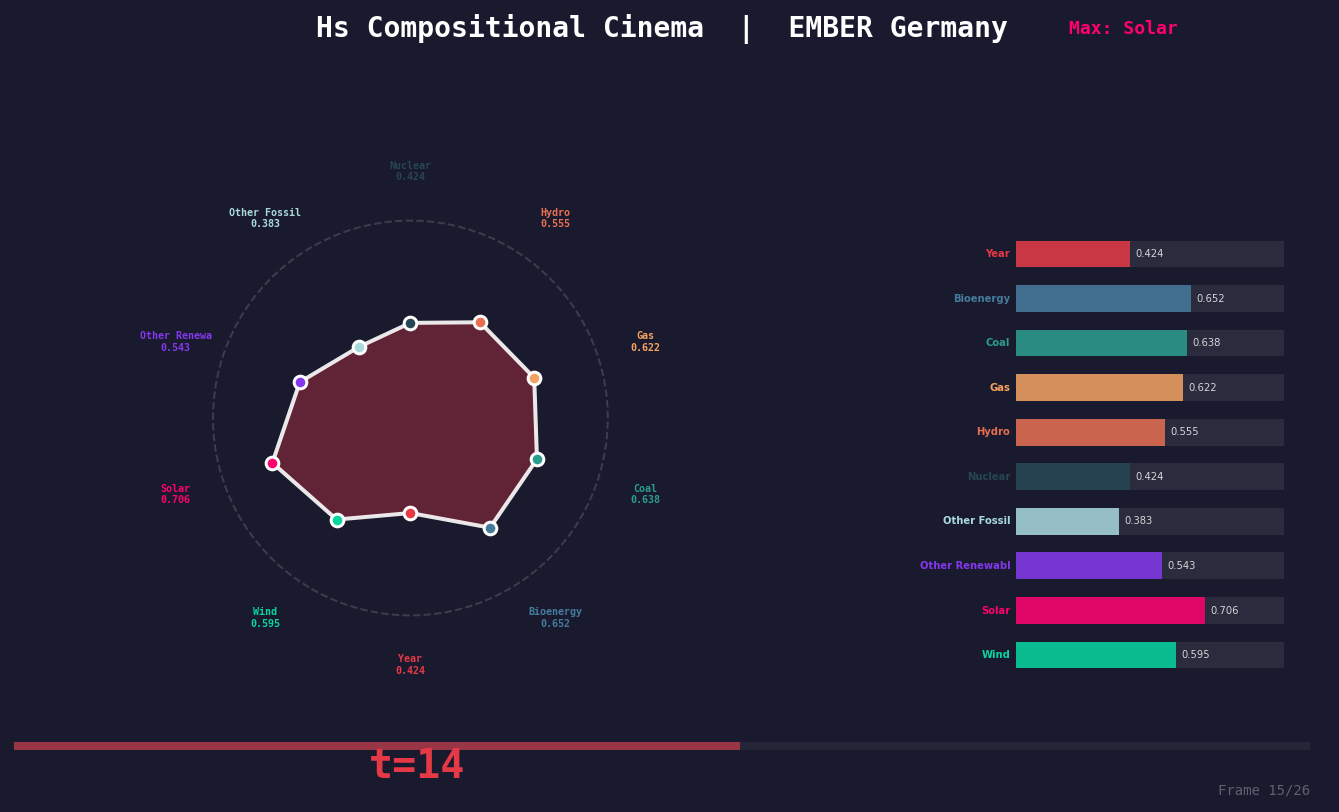 Hs Compositional Cinema | EMBER Germany
Max: Solar
Nuclear
0.424
Other Fossil
0.383
Hydro
0.555
Other Renewa
0.543
Gas
0.622
Solar
0.706
Coal
0.638
Wind
0.595
Bioenergy
0.652
Year
0.424
Year 0.424
Bioenergy 0.652
Coal 0.638
Gas 0.622
Hydro 0.555
Nuclear 0.424
Other Fossil 0.383
Other Renewabl 0.543
Solar 0.706
Wind 0.595
t=14
Frame 15/26